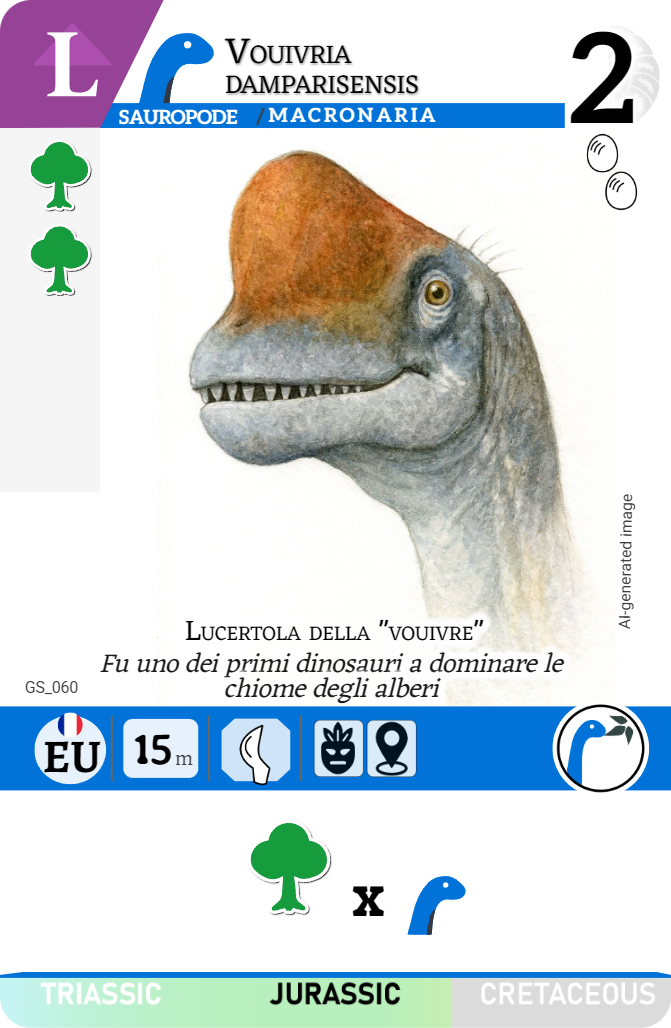 L
Vouivria
damparisensis
2
SAUROPODE / MACRONARIA
AI-generated image
Lucertola della "vouivre"
Fu uno dei primi dinosauri a dominare le
chiome degli alberi
GS_060
EU
15 m
x
TRIASSIC JURASSIC CRETACEOUS